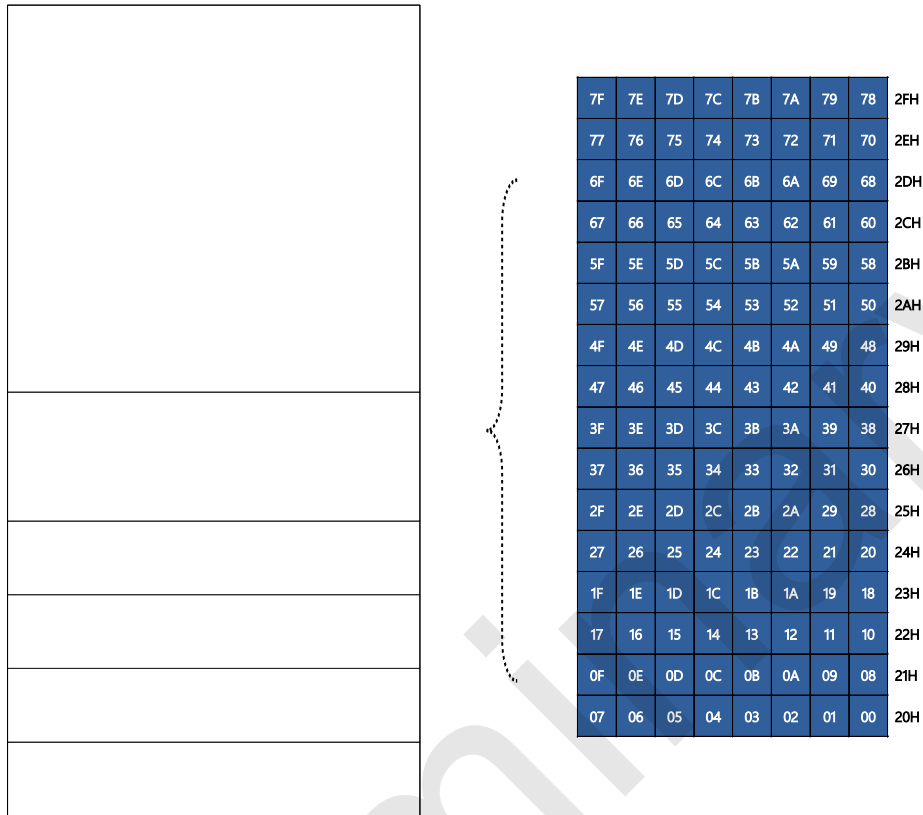 7F 7E 7D 7C 7B 7A 79 78 2FH
77 76 75 74 73 72 71 70 2EH
6F 6E 6D 6C 6B 6A 69 68 2DH
67 66 65 64 63 62 61 60 2CH
5F 5E 5D 5C 5B 5A 59 58 2BH
57 56 55 54 53 52 51 50 2AH
4F 4E 4D 4C 4B 4A 49 48 29H
47 46 45 44 43 42 41 40 28H
3F 3E 3D 3C 3B 3A 39 38 27H
37 36 35 34 33 32 31 30 26H
2F 2E 2D 2C 2B 2A 29 28 25H
27 26 25 24 23 22 21 20 24H
1F 1E 1D 1C 1B 1A 19 18 23H
17 16 15 14 13 12 11 10 22H
0F 0E 0D 0C 0B 0A 09 08 21H
07 06 05 04 03 02 01 00 20H